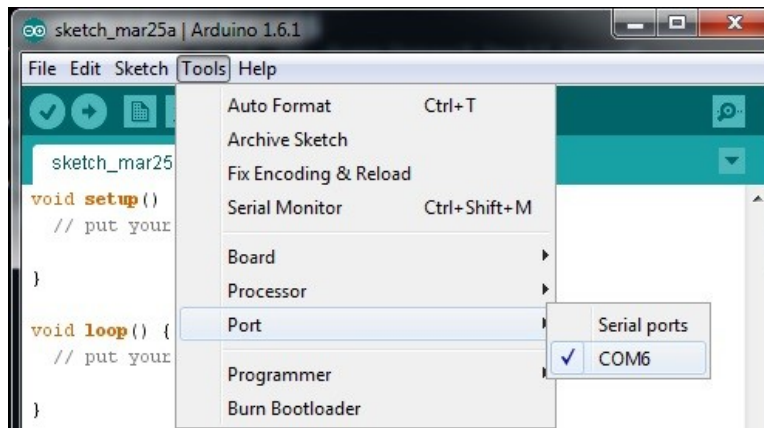 sketch_mar25a | Arduino 1.6.1
File Edit Sketch Tools Help
Auto Format Ctrl+T
Archive Sketch
sketch_mar25
Fix Encoding & Reload
void setup()
Serial Monitor Ctrl+Shift+M
// put your
Board
}
Processor
void loop() {
Port
Serial ports
// put your
✓ COM6
Programmer
}
Burn Bootloader